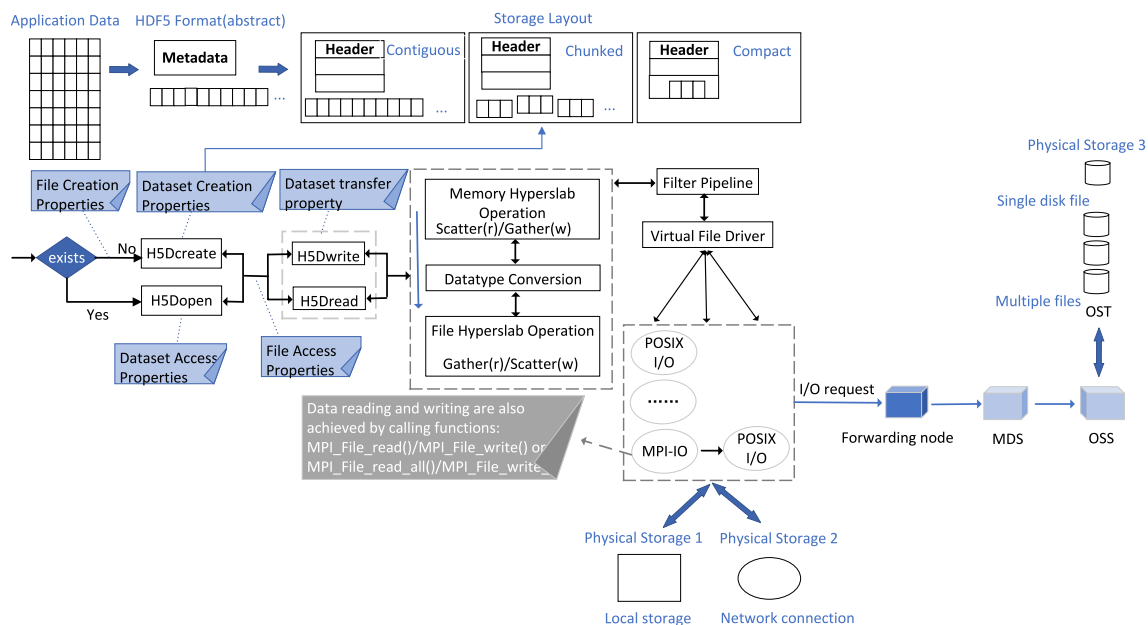 Application Data
HDF5 Format(abstract)
Storage Layout
Metadata
...
Header
Contiguous
...
Header
Chunked
...
Header
Compact
File Creation
Properties
Dataset Creation
Properties
Dataset transfer
property
exists
No
Yes
H5Dcreate
H5Dopen
H5Dwrite
H5Dread
Dataset Access
Properties
File Access
Properties
Memory Hyperslab
Operation
Scatter(r)/Gather(w)
Datatype Conversion
File Hyperslab Operation
Gather(r)/Scatter(w)
Filter Pipeline
Virtual File Driver
POSIX
I/O
......
MPI-IO
POSIX
I/O
Data reading and writing are also
achieved by calling functions:
MPI_File_read()/MPI_File_write() or
MPI_File_read_all()/MPI_File_write_
I/O request
Forwarding node
MDS
OSS
Physical Storage 3
Single disk file
Multiple files
OST
Physical Storage 1
Local storage
Physical Storage 2
Network connection